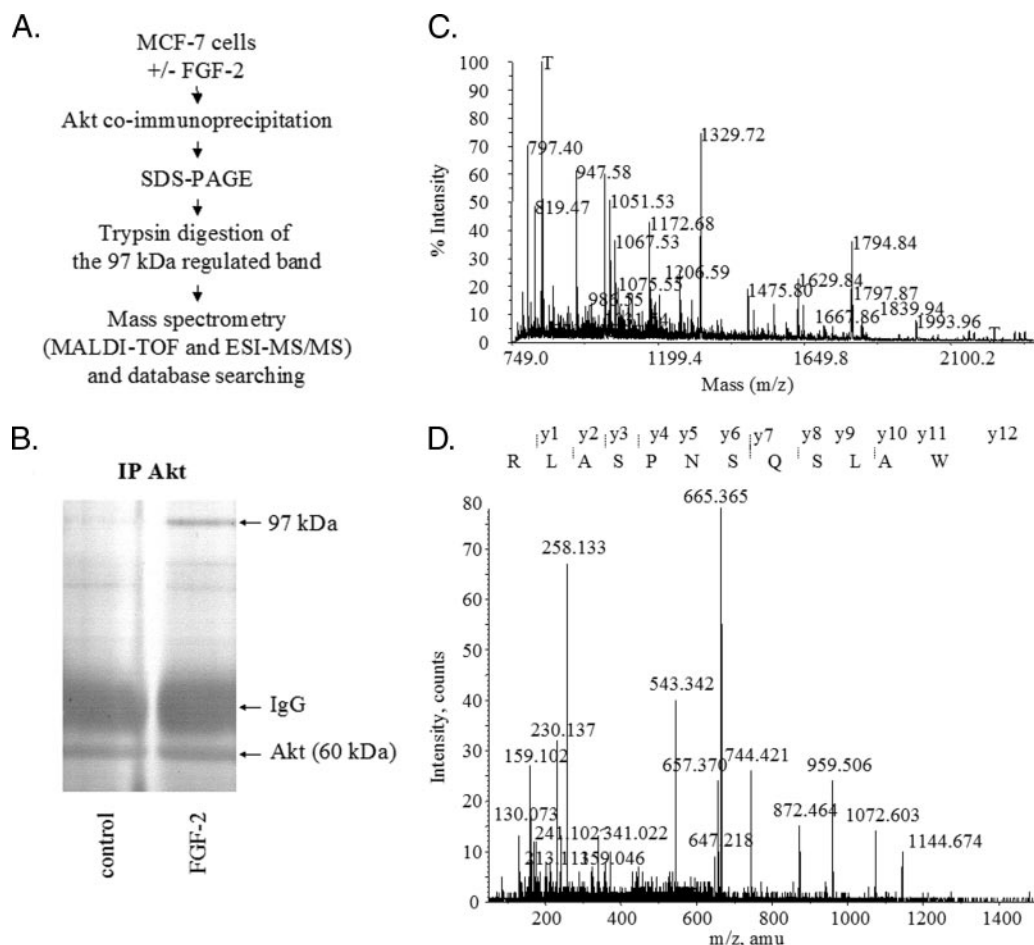 A.
MCF-7 cells
+/- FGF-2
Akt co-immunoprecipitation
SDS-PAGE
Trypsin digestion of
the 97 kDa regulated band
Mass spectrometry
(MALDI-TOF and ESI-MS/MS)
and database searching
B.
IP Akt
97 kDa
IgG
Akt (60 kDa)
control
FGF-2
C.
% Intensity
100
90
80
70
60
50
40
30
20
10
0
T
797.40
819.47
947.58
1051.53
1067.53
1075.55
1172.68
1206.59
1329.72
1475.80
1629.84
1667.86
1794.84
1797.87
1839.94
1993.96
T
749.0 1199.4 1649.8 2100.2
Mass (m/z)
D.
y1 y2 y3 y4 y5 y6 y7 y8 y9 y10 y11 y12
R L A S P N S Q S L A W
Intensity, counts
80
70
60
50
40
30
20
10
0
130.073
159.102
230.137
258.133
241.102
341.022
543.342
647.218
657.370
665.365
744.421
872.464
959.506
1072.603
1144.674
200 400 600 800 1000 1200 1400
m/z, amu